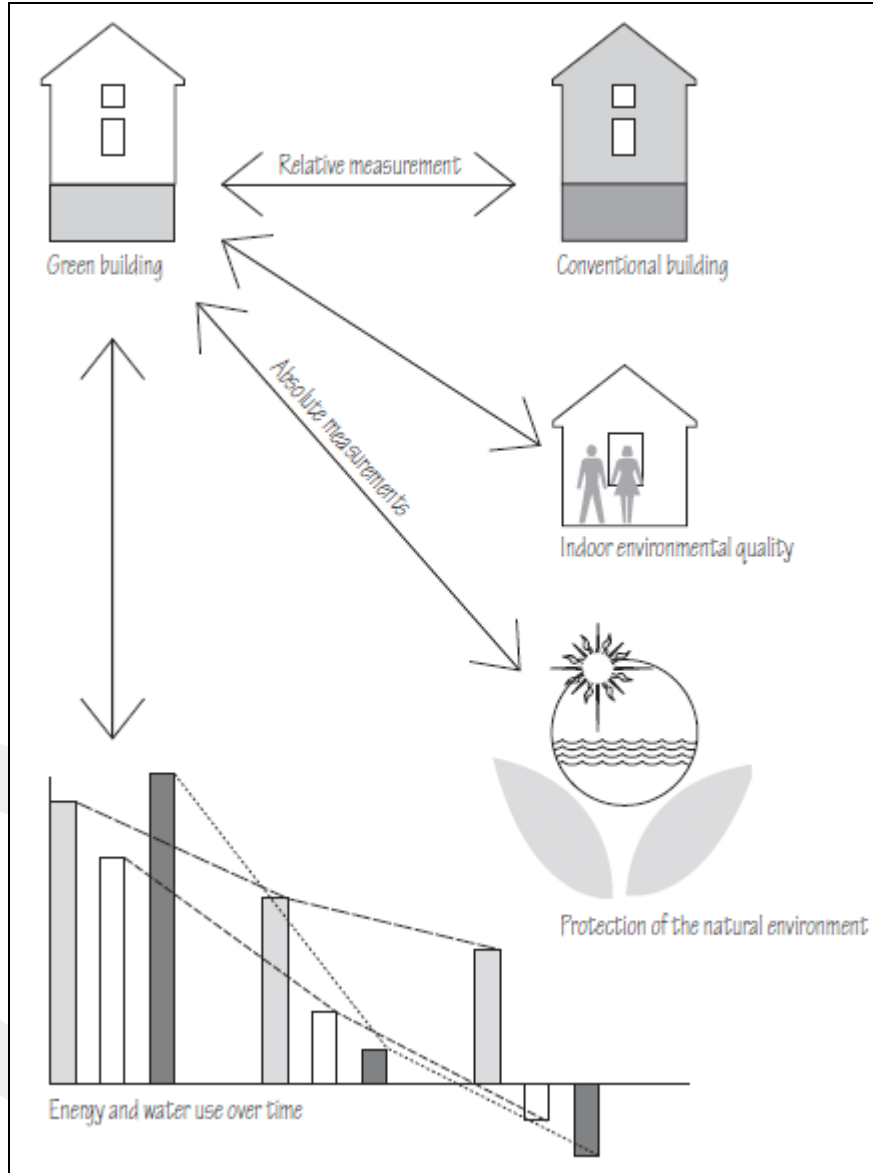 Relative measurement
Green building
Conventional building
Absolute measurements
Indoor environmental quality
Protection of the natural environment
Energy and water use over time